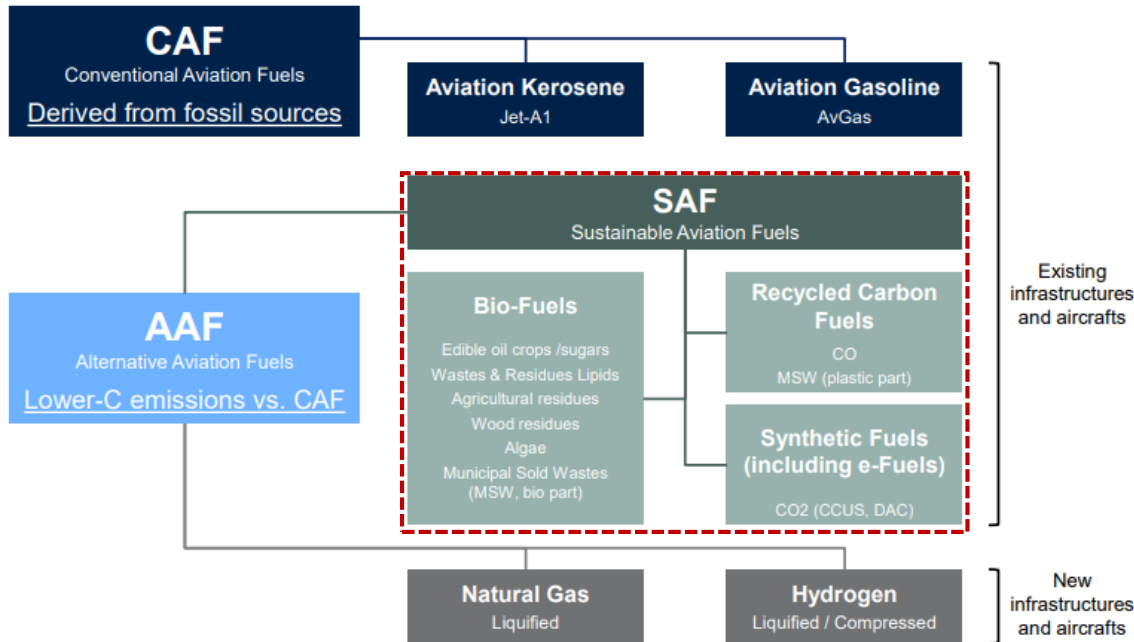 CAF
Conventional Aviation Fuels
Derived from fossil sources
Aviation Kerosene
Jet-A1
Aviation Gasoline
AvGas
SAF
Sustainable Aviation Fuels
AAF
Alternative Aviation Fuels
Lower-C emissions vs. CAF
Bio-Fuels
Edible oil crops /sugars
Wastes & Residues Lipids
Agricultural residues
Wood residues
Algae
Municipal Sold Wastes
(MSW, bio part)
Recycled Carbon
Fuels
CO
MSW (plastic part)
Synthetic Fuels
(including e-Fuels)
CO2 (CCUS, DAC)
Existing
infrastructures
and aircrafts
Natural Gas
Liquified
Hydrogen
Liquified / Compressed
New
infrastructures
and aircrafts